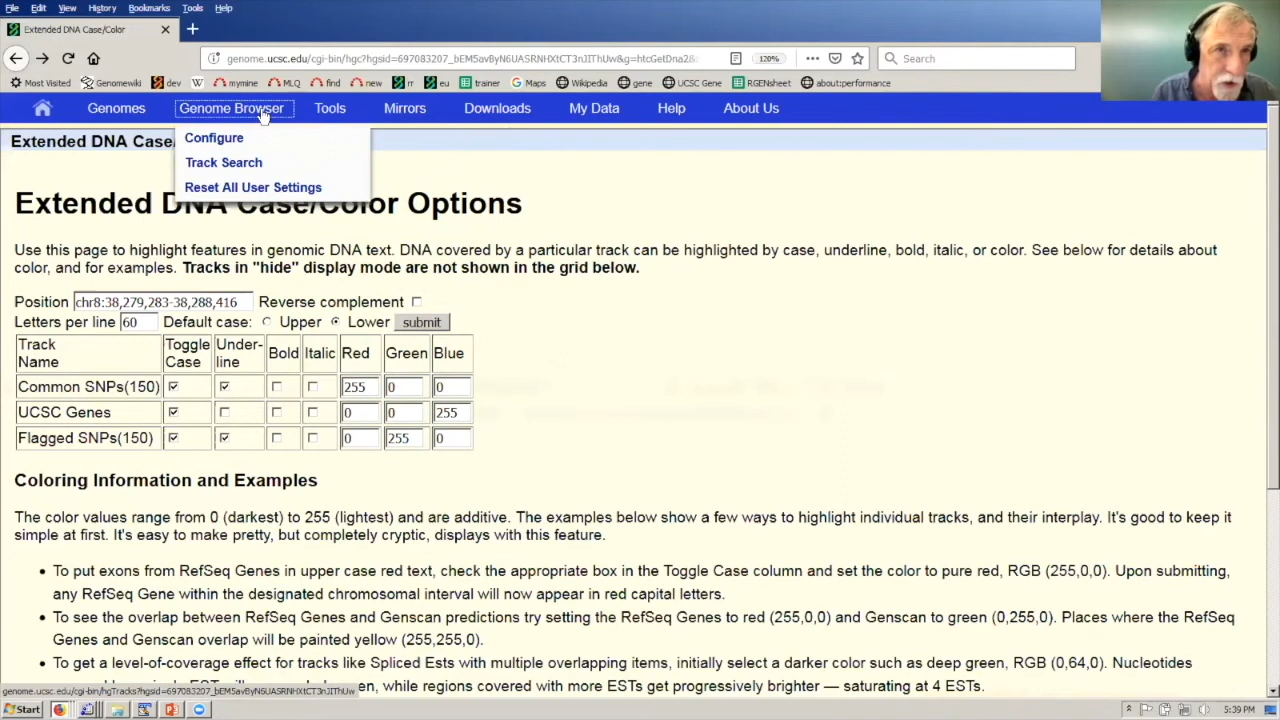 File Edit View History Bookmarks Tools Help
Extended DNA Case/Color
genome.ucsc.edu/cgi-bin/hgc?hgsid=697083207_bEM5avByN6UASRNHXtCT3nJIThUw&g=htcGetDna2& 120% Search
Most Visited Genomewiki dev mymine MLQ find new rr eu trainer Maps Wikipedia gene UCSC Gene RGENsheet about:performance
Genomes Genome Browser Tools Mirrors Downloads My Data Help About Us
Extended DNA Case/
Configure
Track Search
Reset All User Settings
Extended DNA Case/Color Options
Use this page to highlight features in genomic DNA text. DNA covered by a particular track can be highlighted by case, underline, bold, italic, or color. See below for details about
color, and for examples. Tracks in "hide" display mode are not shown in the grid below.
Position chr8:38,279,283-38,288,416 Reverse complement
Letters per line 60 Default case: Upper Lower submit
Track Name Toggle Case Under-line Bold Italic Red Green Blue
Common SNPs(150) 255 0 0
UCSC Genes 0 0 255
Flagged SNPs(150) 0 255 0
Coloring Information and Examples
The color values range from 0 (darkest) to 255 (lightest) and are additive. The examples below show a few ways to highlight individual tracks, and their interplay. It's good to keep it
simple at first. It's easy to make pretty, but completely cryptic, displays with this feature.
• To put exons from RefSeq Genes in upper case red text, check the appropriate box in the Toggle Case column and set the color to pure red, RGB (255,0,0). Upon submitting,
any RefSeq Gene within the designated chromosomal interval will now appear in red capital letters.
• To see the overlap between RefSeq Genes and Genscan predictions try setting the RefSeq Genes to red (255,0,0) and Genscan to green (0,255,0). Places where the RefSeq
Genes and Genscan overlap will be painted yellow (255,255,0).
• To get a level-of-coverage effect for tracks like Spliced Ests with multiple overlapping items, initially select a darker color such as deep green, RGB (0,64,0). Nucleotides
en, while regions covered with more ESTs get progressively brighter — saturating at 4 ESTs.
genome.ucsc.edu/cgi-bin/hgTracks?hgsid=697083207_bEM5avByN6UASRNHXtCT3nJIThUw
Start 5:39 PM